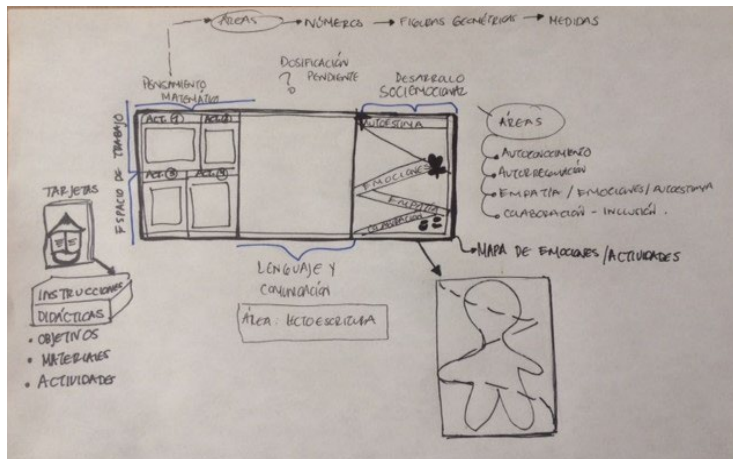 ÁREAS → NÚMEROS → FIGURAS GEOMÉTRICAS → MEDIDAS
PENSAMIENTO
MATEMÁTICO
DOSIFICACIÓN
PENDIENTE
?
DESARROLLO
SOCIEMOCIONAL
ESPACIO DE TRABAJO
ACT. ①
ACT. ②
ACT. ③
ACT. ④
AUTOESTIMA
EMOCIONES
EMPATÍA
COLABORACIÓN
ÁREAS
AUTOCONOCIMIENTO
AUTORREGULACIÓN
EMPATÍA / EMOCIONES / AUTOESTIMA
COLABORACIÓN - INCLUSIÓN.
MAPA DE EMOCIONES / ACTIVIDADES
TARJETAS
INSTRUCCIONES
DIDÁCTICAS
• OBJETIVOS
• MATERIALES
• ACTIVIDADES
LENGUAJE Y
COMUNICACIÓN
ÁREA: LECTOESCRITURA